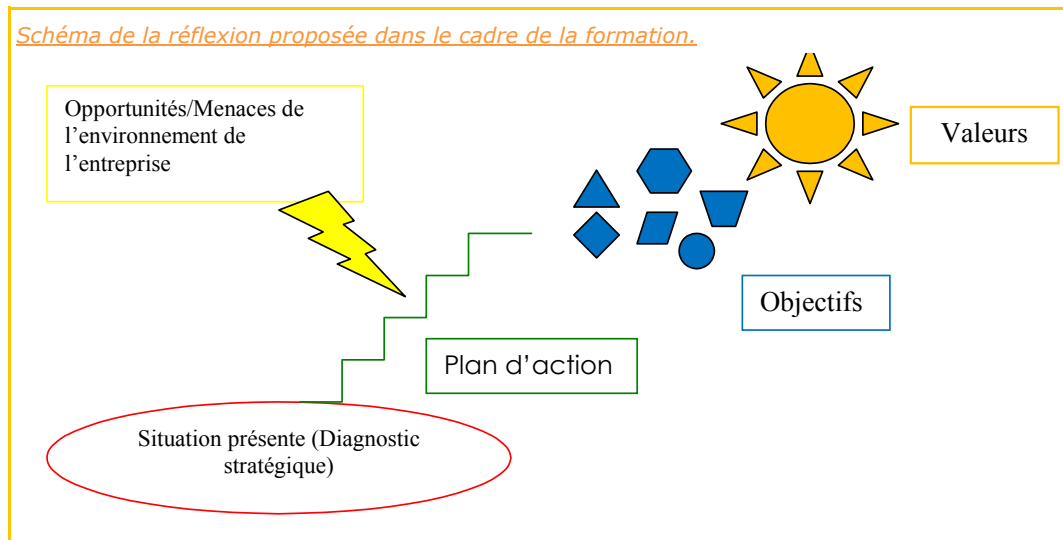 Schéma de la réflexion proposée dans le cadre de la formation.
Opportunités/Menaces de
l’environnement de
l’entreprise
Valeurs
Objectifs
Plan d’action
Situation présente (Diagnostic
stratégique)